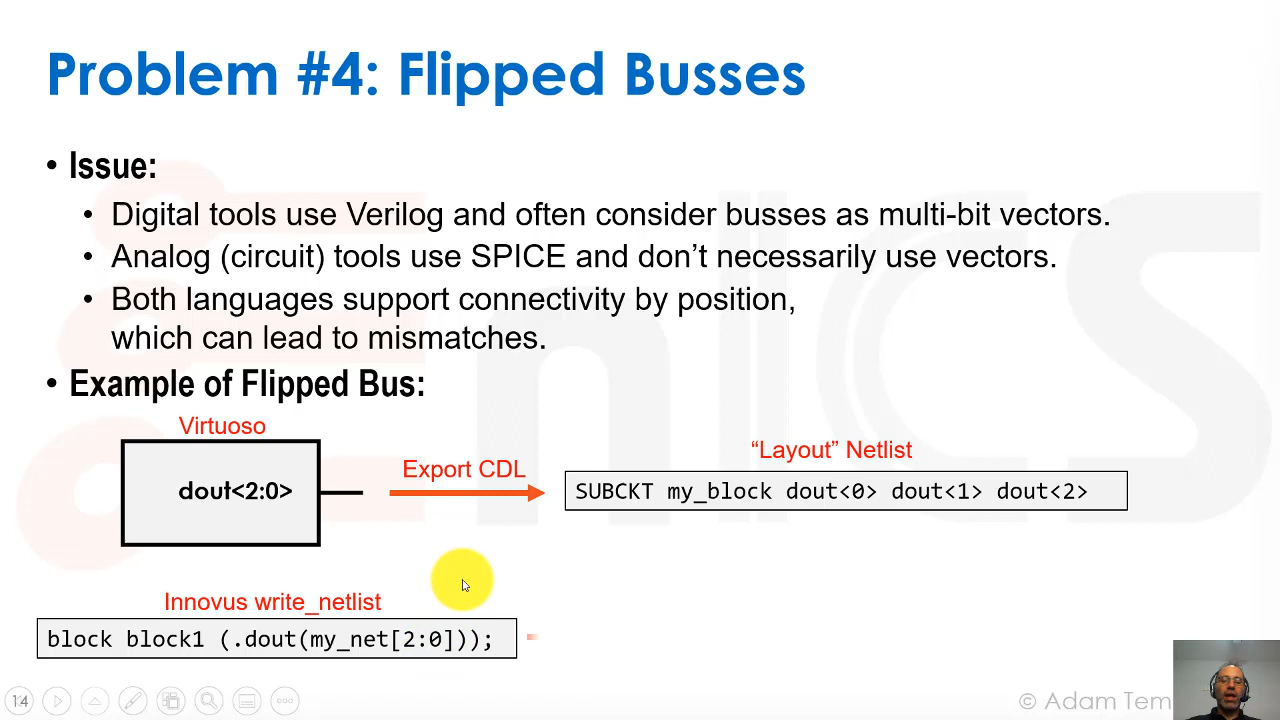 Problem #4: Flipped Busses
• Issue:
• Digital tools use Verilog and often consider busses as multi-bit vectors.
• Analog (circuit) tools use SPICE and don’t necessarily use vectors.
• Both languages support connectivity by position,
which can lead to mismatches.
• Example of Flipped Bus:
Virtuoso
dout<2:0>
Export CDL
“Layout” Netlist
SUBCKT my_block dout<0> dout<1> dout<2>
Innovus write_netlist
block block1 (.dout(my_net[2:0]));
EnICS
14
© Adam Tem